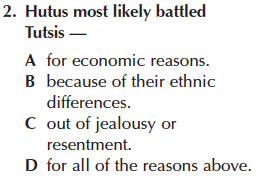 2. Hutus most likely battled
Tutsis —
A for economic reasons.
B because of their ethnic
differences.
C out of jealousy or
resentment.
D for all of the reasons above.